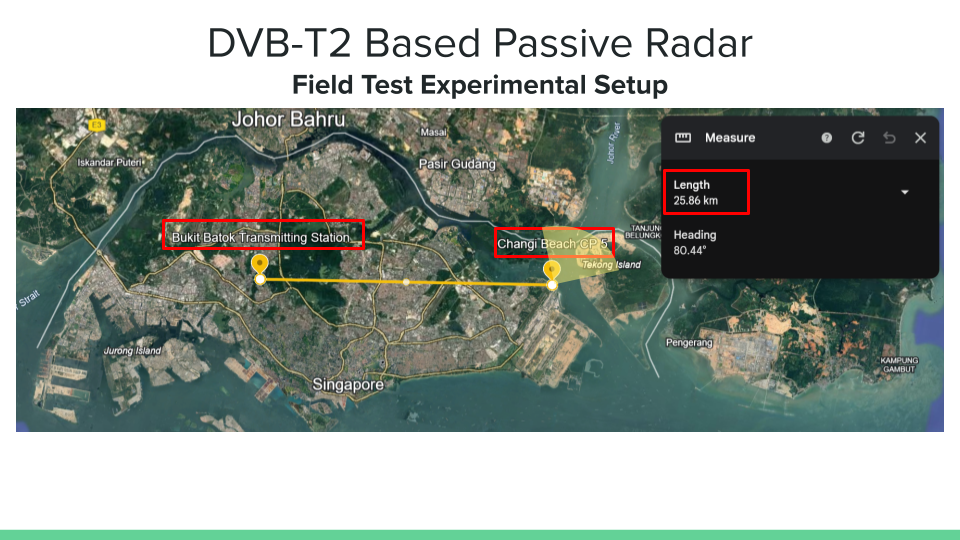 DVB-T2 Based Passive Radar
Field Test Experimental Setup
Johor Bahru
E3
Masai
Johor River
Iskandar Puteri
Pasir Gudang
Measure
Length
25.86 km
Heading
80.44°
Bukit Batok Transmitting Station
Changi Beach CP 5
TANJUNG
BELUNGK
Tekong Island
Strait
Jurong Island
Singapore
Pengerang
KAMPUNG
GAMBUT